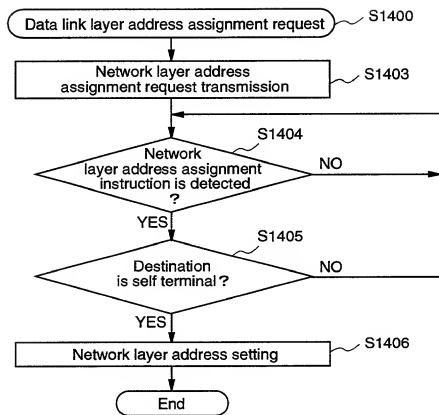 Data link layer address assignment request
S1400
Network layer address
assignment request transmission
S1403
S1404
Network
layer address assignment
instruction is detected
?
NO
YES
S1405
Destination
is self terminal?
NO
YES
S1406
Network layer address setting
End